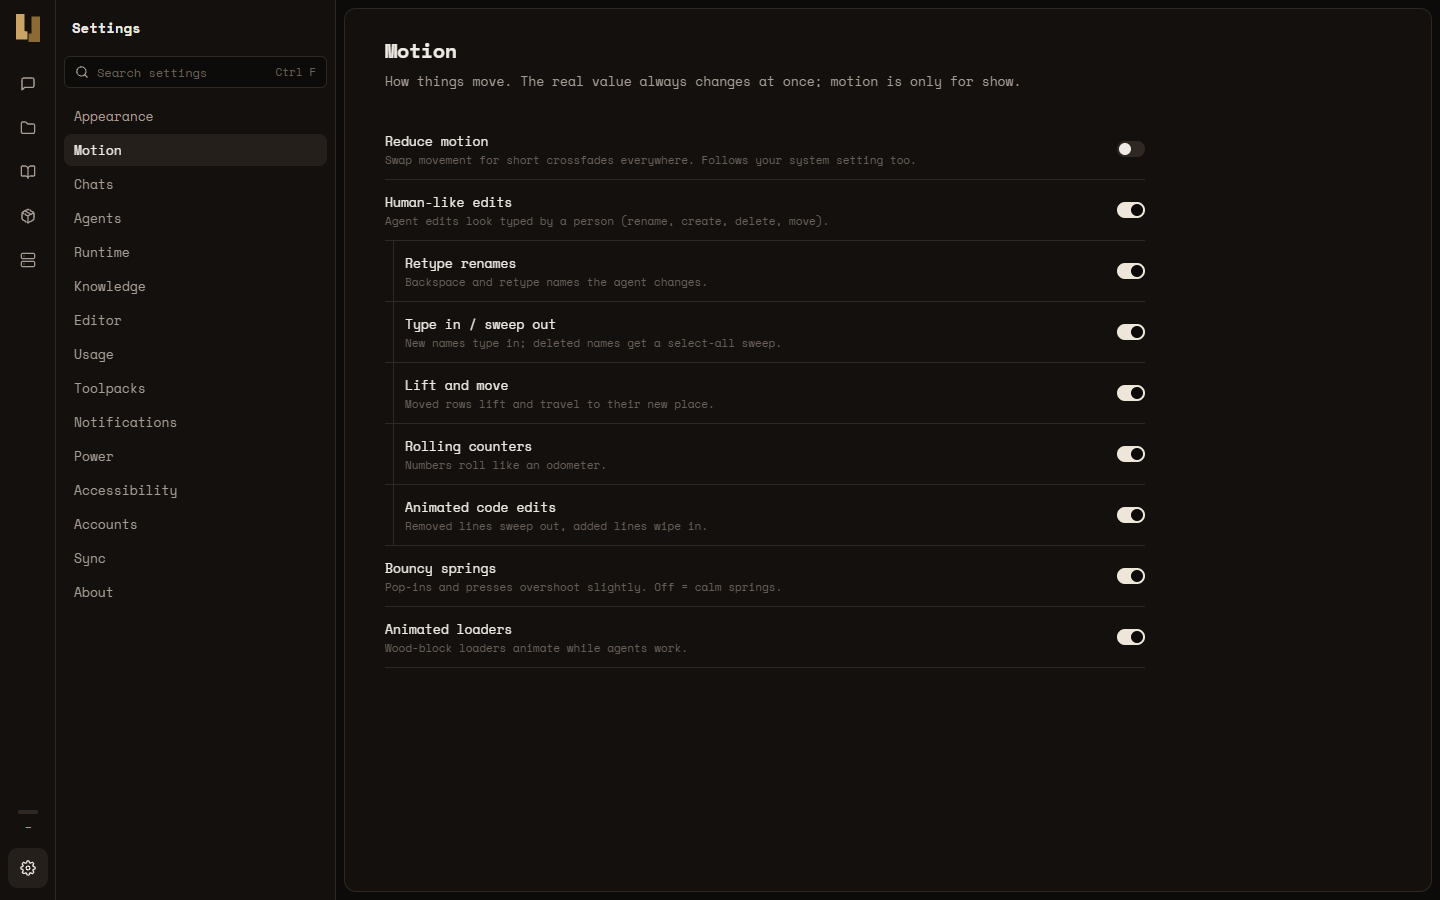 Settings
Search settings Ctrl F
Appearance
Motion
Chats
Agents
Runtime
Knowledge
Editor
Usage
Toolpacks
Notifications
Power
Accessibility
Accounts
Sync
About
–
Motion
How things move. The real value always changes at once; motion is only for show.
Reduce motion
Swap movement for short crossfades everywhere. Follows your system setting too.
Human-like edits
Agent edits look typed by a person (rename, create, delete, move).
Retype renames
Backspace and retype names the agent changes.
Type in / sweep out
New names type in; deleted names get a select-all sweep.
Lift and move
Moved rows lift and travel to their new place.
Rolling counters
Numbers roll like an odometer.
Animated code edits
Removed lines sweep out, added lines wipe in.
Bouncy springs
Pop-ins and presses overshoot slightly. Off = calm springs.
Animated loaders
Wood-block loaders animate while agents work.